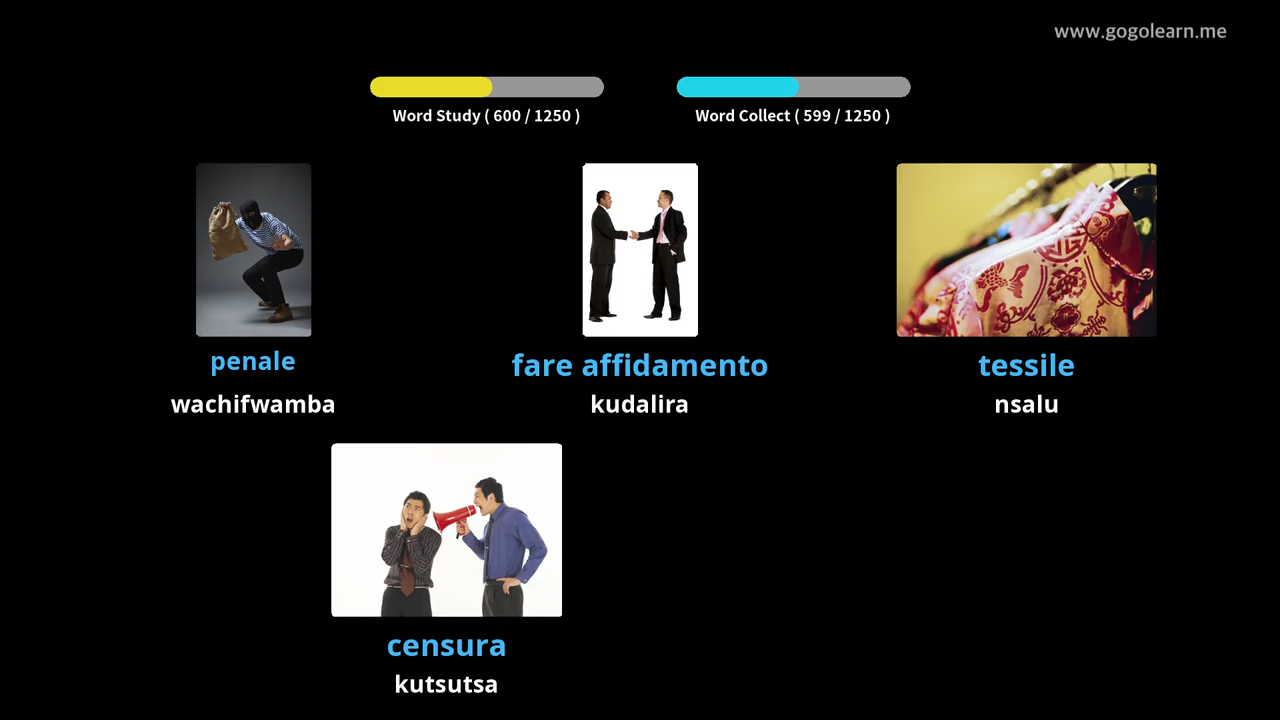 www.gogolearn.me
Word Study ( 600 / 1250 )
Word Collect ( 599 / 1250 )
penale
wachifwamba
fare affidamento
kudalira
tessile
nsalu
censura
kutsutsa